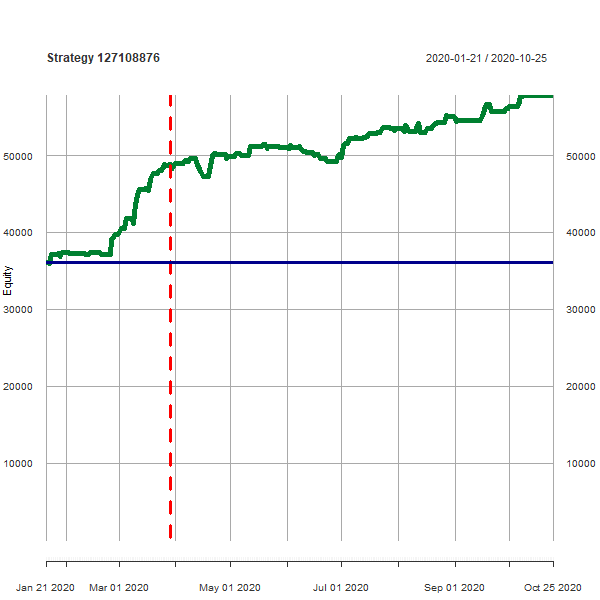 Strategy 127108876
2020-01-21 / 2020-10-25
Equity
50000
50000
40000
40000
30000
30000
20000
20000
10000
10000
Jan 21 2020
Mar 01 2020
May 01 2020
Jul 01 2020
Sep 01 2020
Oct 25 2020